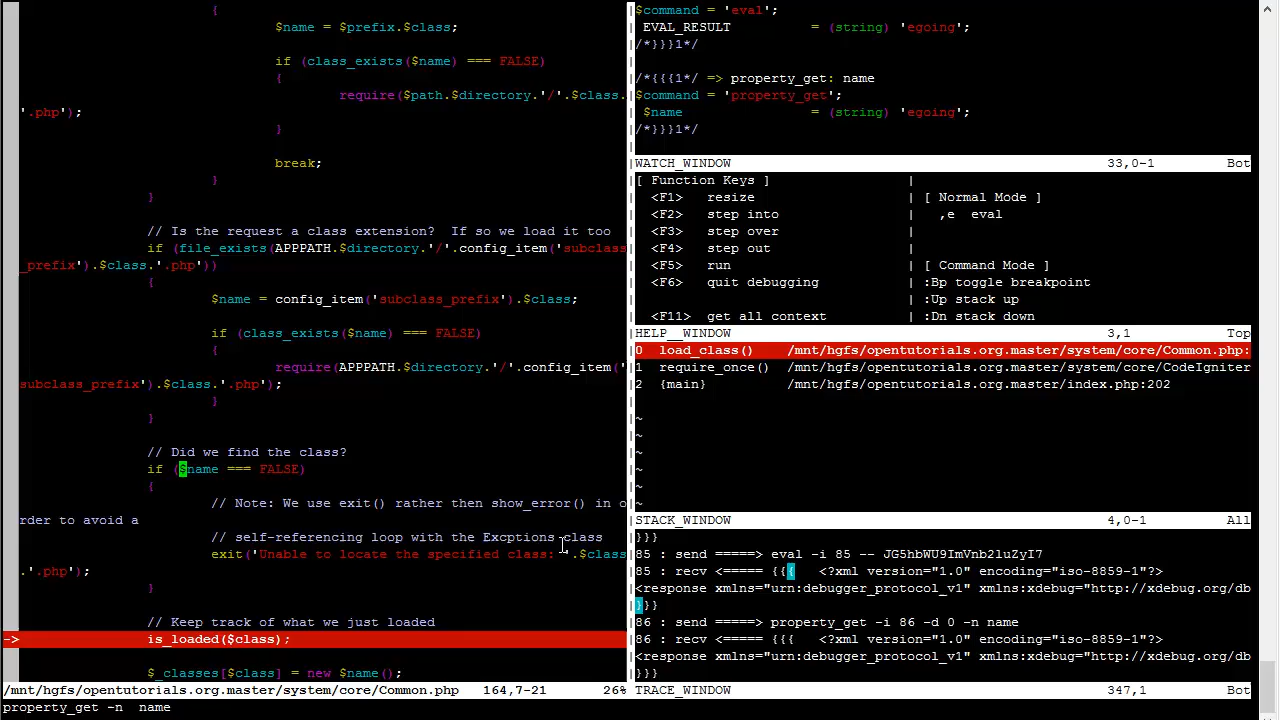 {
$name = $prefix.$class;
if (class_exists($name) === FALSE)
{
require($path.$directory.'/'.$class.
'.php');
}
break;
}
}
// Is the request a class extension?  If so we load it too
if (file_exists(APPPATH.$directory.'/'.config_item('subclass
_prefix').$class.'.php'))
{
$name = config_item('subclass_prefix').$class;
if (class_exists($name) === FALSE)
{
require(APPPATH.$directory.'/'.config_item('
subclass_prefix').$class.'.php');
}
}
// Did we find the class?
if ($name === FALSE)
{
// Note: We use exit() rather then show_error() in o
rder to avoid a
// self-referencing loop with the Excptions class
exit('Unable to locate the specified class: '.$class
.'.php');
}
// Keep track of what we just loaded
-> is_loaded($class);
$_classes[$class] = new $name();
/mnt/hgfs/opentutorials.org.master/system/core/Common.php 164,7-21 26%
property_get -n  name
$command = 'eval';
EVAL_RESULT = (string) 'egoing';
/*}}}1*/
/*{{{1*/ => property_get: name
$command = 'property_get';
$name = (string) 'egoing';
/*}}}1*/
WATCH_WINDOW 33,0-1 Bot
[ Function Keys ] |
<F1> resize | [ Normal Mode ]
<F2> step into | ,e eval
<F3> step over |
<F4> step out |
<F5> run | [ Command Mode ]
<F6> quit debugging | :Bp toggle breakpoint
| :Up stack up
<F11> get all context | :Dn stack down
HELP__WINDOW 3,1 Top
0 load_class() /mnt/hgfs/opentutorials.org.master/system/core/Common.php:
1 require_once() /mnt/hgfs/opentutorials.org.master/system/core/CodeIgniter
2 {main} /mnt/hgfs/opentutorials.org.master/index.php:202
~
~
~
~
~
~
STACK_WINDOW 4,0-1 All
}}}
85 : send =====> eval -i 85 -- JG5hbWU9ImVnb2luZyI7
85 : recv <===== {{{ <?xml version="1.0" encoding="iso-8859-1"?>
<response xmlns="urn:debugger_protocol_v1" xmlns:xdebug="http://xdebug.org/db
}}}
86 : send =====> property_get -i 86 -d 0 -n name
86 : recv <===== {{{ <?xml version="1.0" encoding="iso-8859-1"?>
<response xmlns="urn:debugger_protocol_v1" xmlns:xdebug="http://xdebug.org/db
}}}
TRACE_WINDOW 347,1 Bot